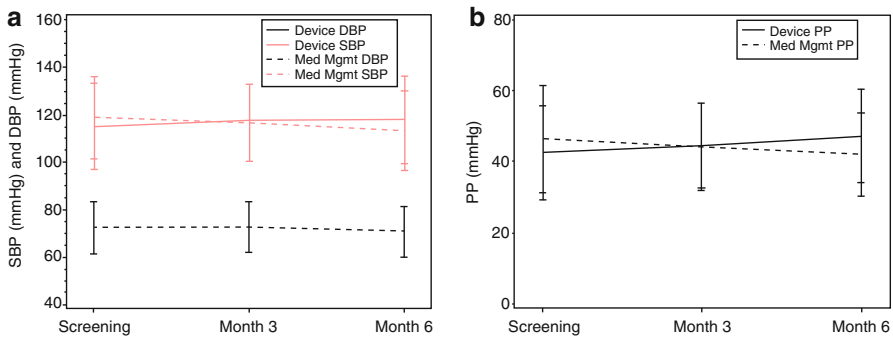 a
SBP (mmHg) and DBP (mmHg)
160
140
120
100
80
60
40
Device DBP
Device SBP
Med Mgmt DBP
Med Mgmt SBP
Screening
Month 3
Month 6
b
PP (mmHg)
80
60
40
20
0
Device PP
Med Mgmt PP
Screening
Month 3
Month 6